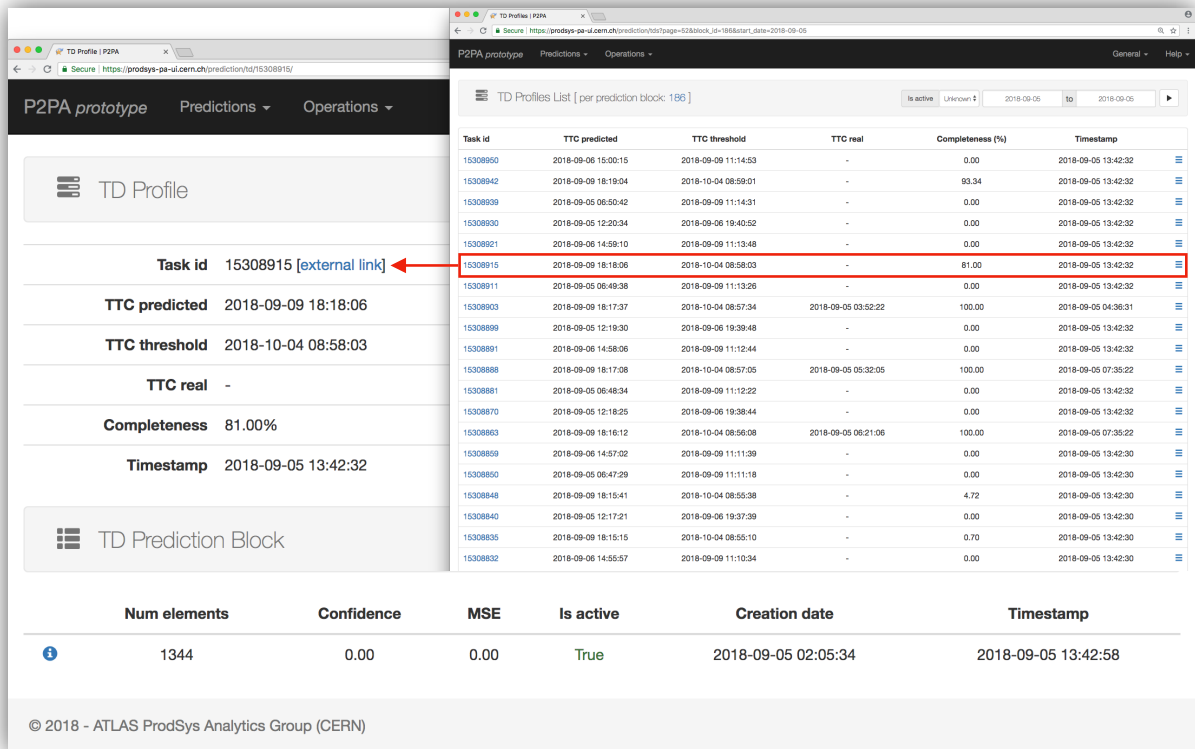 TD Profile | P2PA
Secure | https://prodsys-pa-ui.cern.ch/prediction/td/15308915/
P2PA prototype Predictions Operations
TD Profile
Task id 15308915 [external link]
TTC predicted 2018-09-09 18:18:06
TTC threshold 2018-10-04 08:58:03
TTC real -
Completeness 81.00%
Timestamp 2018-09-05 13:42:32
TD Prediction Block
TD Profiles | P2PA
Secure | https://prodsys-pa-ui.cern.ch/prediction/tds?page=52&block_id=186&start_date=2018-09-05
P2PA prototype Predictions Operations General Help
TD Profiles List [ per prediction block: 186 ] Is active Unknown 2018-09-05 to 2018-09-05
Task id TTC predicted TTC threshold TTC real Completeness (%) Timestamp
15308950 2018-09-06 15:00:15 2018-09-09 11:14:53 - 0.00 2018-09-05 13:42:32
15308942 2018-09-09 18:19:04 2018-10-04 08:59:01 - 93.34 2018-09-05 13:42:32
15308939 2018-09-05 06:50:42 2018-09-09 11:14:31 - 0.00 2018-09-05 13:42:32
15308930 2018-09-05 12:20:34 2018-09-06 19:40:52 - 0.00 2018-09-05 13:42:32
15308921 2018-09-06 14:59:10 2018-09-09 11:13:48 - 0.00 2018-09-05 13:42:32
15308915 2018-09-09 18:18:06 2018-10-04 08:58:03 - 81.00 2018-09-05 13:42:32
15308911 2018-09-05 06:49:38 2018-09-09 11:13:26 - 0.00 2018-09-05 13:42:32
15308903 2018-09-09 18:17:37 2018-10-04 08:57:34 2018-09-05 03:52:22 100.00 2018-09-05 04:36:31
15308899 2018-09-05 12:19:30 2018-09-06 19:39:48 - 0.00 2018-09-05 13:42:32
15308891 2018-09-06 14:58:06 2018-09-09 11:12:44 - 0.00 2018-09-05 13:42:32
15308888 2018-09-09 18:17:08 2018-10-04 08:57:05 2018-09-05 05:32:05 100.00 2018-09-05 07:35:22
15308881 2018-09-05 06:48:34 2018-09-09 11:12:22 - 0.00 2018-09-05 13:42:32
15308870 2018-09-05 12:18:25 2018-09-06 19:38:44 - 0.00 2018-09-05 13:42:32
15308863 2018-09-09 18:16:12 2018-10-04 08:56:08 2018-09-05 06:21:06 100.00 2018-09-05 07:35:22
15308859 2018-09-06 14:57:02 2018-09-09 11:11:39 - 0.00 2018-09-05 13:42:30
15308850 2018-09-05 06:47:29 2018-09-09 11:11:18 - 0.00 2018-09-05 13:42:30
15308848 2018-09-09 18:15:41 2018-10-04 08:55:38 - 4.72 2018-09-05 13:42:30
15308840 2018-09-05 12:17:21 2018-09-06 19:37:39 - 0.00 2018-09-05 13:42:30
15308835 2018-09-09 18:15:15 2018-10-04 08:55:10 - 0.70 2018-09-05 13:42:30
15308832 2018-09-06 14:55:57 2018-09-09 11:10:34 - 0.00 2018-09-05 13:42:30
Num elements Confidence MSE Is active Creation date Timestamp
1344 0.00 0.00 True 2018-09-05 02:05:34 2018-09-05 13:42:58
© 2018 - ATLAS ProdSys Analytics Group (CERN)